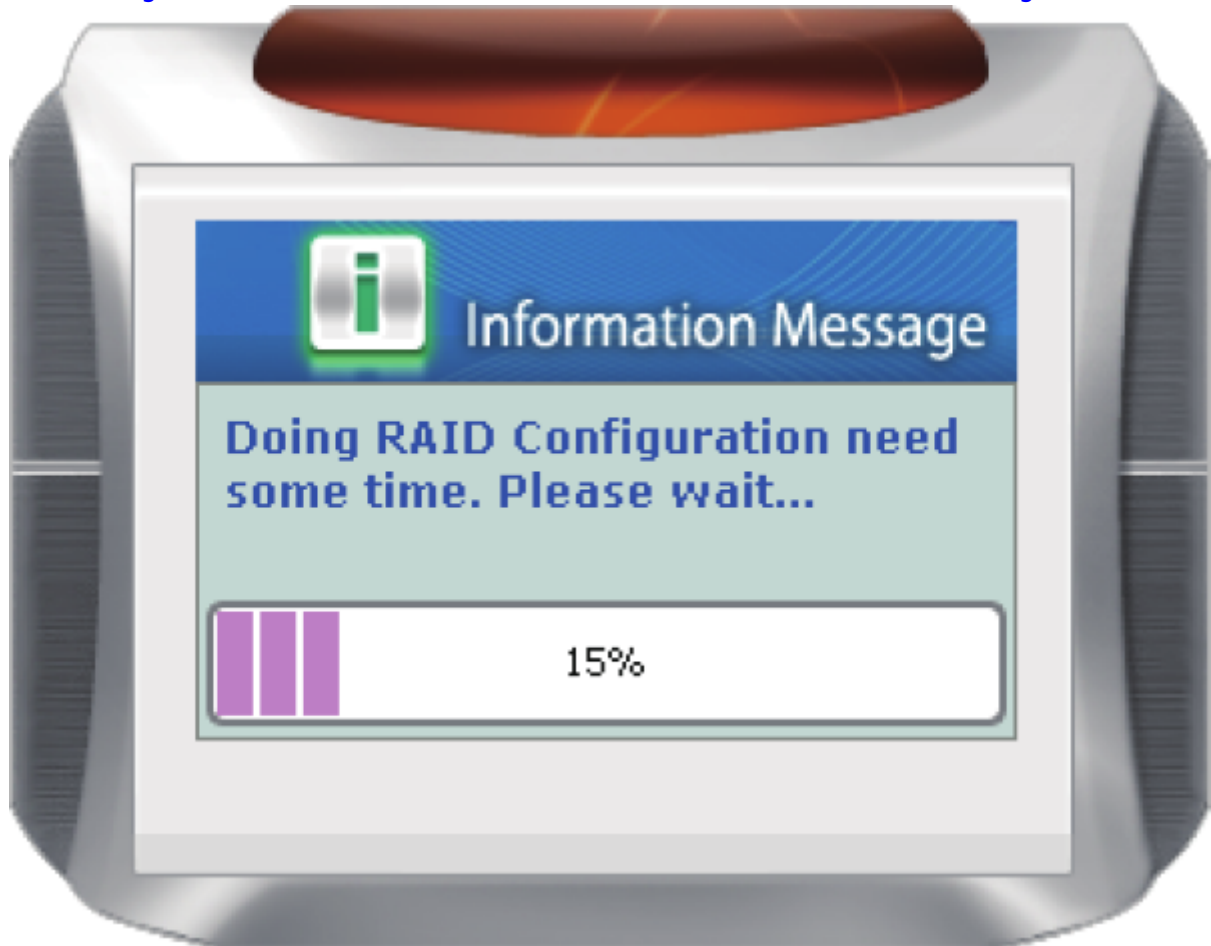 Information Message
Doing RAID Configuration need
some time. Please wait...
15%